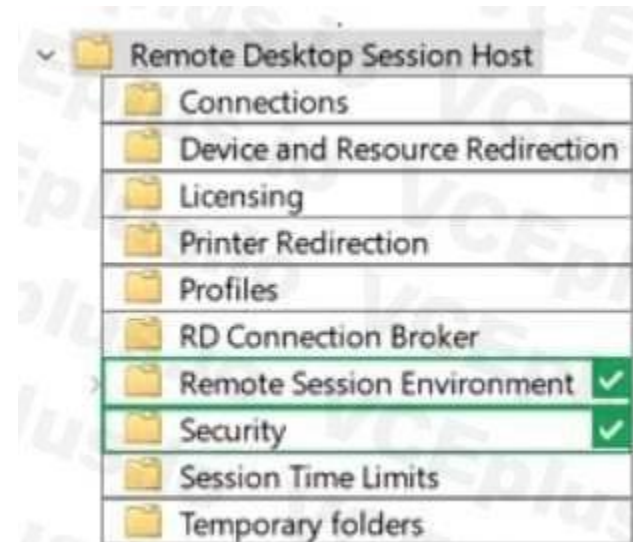 Remote Desktop Session Host
Connections
Device and Resource Redirection
Licensing
Printer Redirection
Profiles
RD Connection Broker
Remote Session Environment
Security
Session Time Limits
Temporary folders